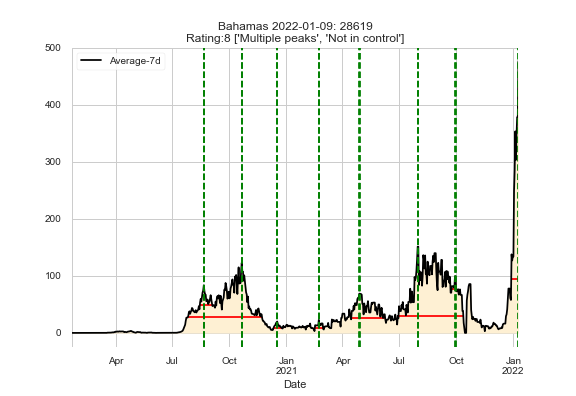 Bahamas 2022-01-09: 28619
Rating:8 ['Multiple peaks', 'Not in control']
Average-7d
500
400
300
200
100
0
Apr Jul Oct Jan Apr Jul Oct Jan
2021 2022
Date